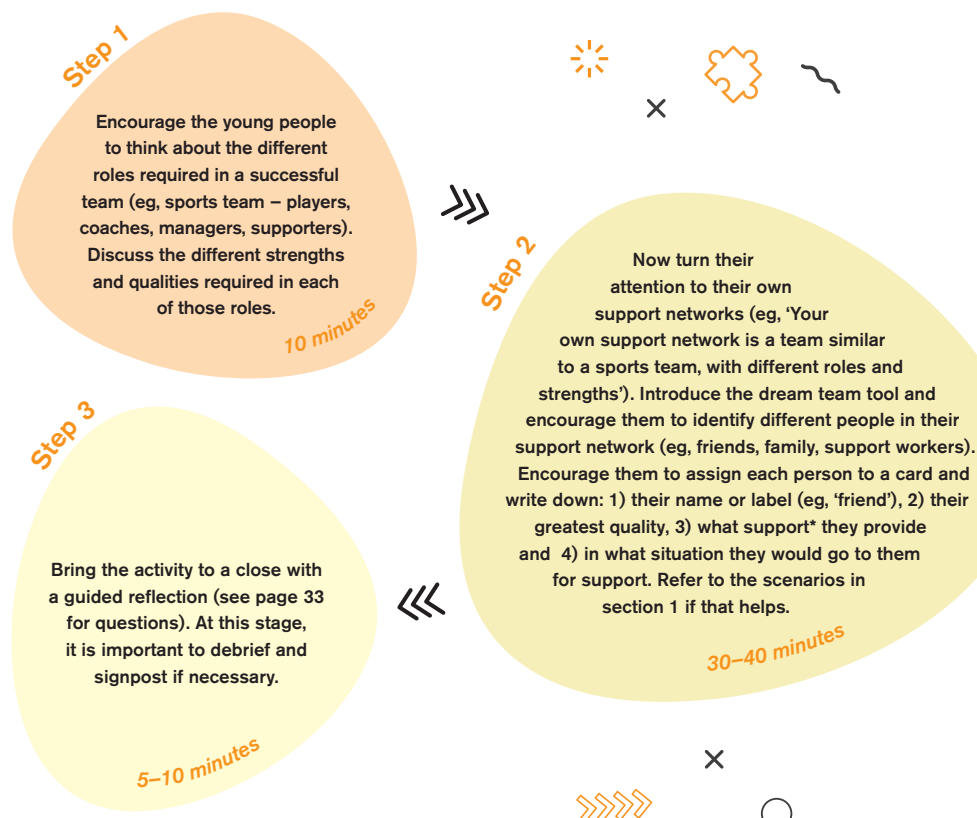 Step 1
Encourage the young people
to think about the different
roles required in a successful
team (eg, sports team – players,
coaches, managers, supporters).
Discuss the different strengths
and qualities required in each
of those roles.
10 minutes
Step 2
Now turn their
attention to their own
support networks (eg, ‘Your
own support network is a team similar
to a sports team, with different roles and
strengths’). Introduce the dream team tool and
encourage them to identify different people in their
support network (eg, friends, family, support workers).
Encourage them to assign each person to a card and
write down: 1) their name or label (eg, ‘friend’), 2) their
greatest quality, 3) what support* they provide
and 4) in what situation they would go to them
for support. Refer to the scenarios in
section 1 if that helps.
30–40 minutes
Step 3
Bring the activity to a close with
a guided reflection (see page 33
for questions). At this stage,
it is important to debrief and
signpost if necessary.
5–10 minutes